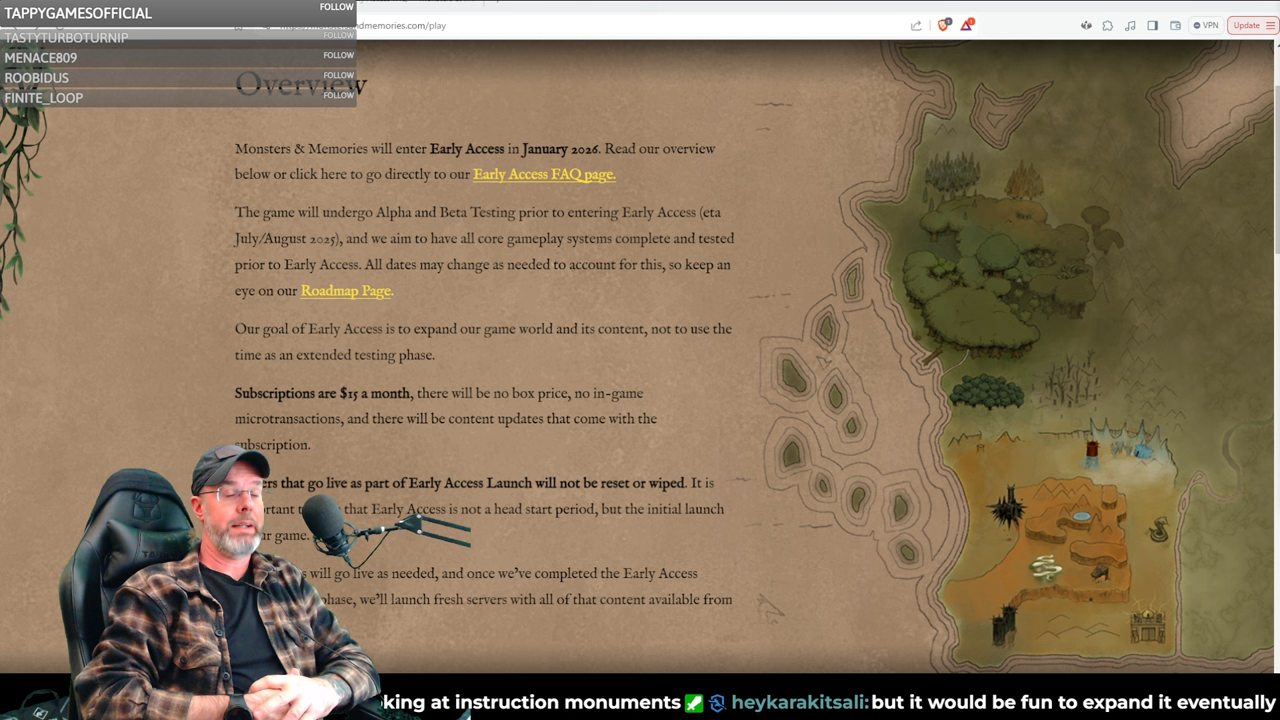 TAPPYGAMESOFFICIAL FOLLOW
TASTYTURBOTURNIP FOLLOW
MENACE809 FOLLOW
ROOBIDUS FOLLOW
FINITE_LOOP FOLLOW
ndmemories.com/play
VPN
Update
Overview
Monsters & Memories will enter Early Access in January 2026. Read our overview
below or click here to go directly to our Early Access FAQ page.
The game will undergo Alpha and Beta Testing prior to entering Early Access (eta
July/August 2025), and we aim to have all core gameplay systems complete and tested
prior to Early Access. All dates may change as needed to account for this, so keep an
eye on our Roadmap Page.
Our goal of Early Access is to expand our game world and its content, not to use the
time as an extended testing phase.
Subscriptions are $15 a month, there will be no box price, no in-game
microtransactions, and there will be content updates that come with the
subscription.
ers that go live as part of Early Access Launch will not be reset or wiped. It is
that Early Access is not a head start period, but the initial launch
game.
will go live as needed, and once we've completed the Early Access
phase, we'll launch fresh servers with all of that content available from
oking at instruction monuments heykarakitsali: but it would be fun to expand it eventually